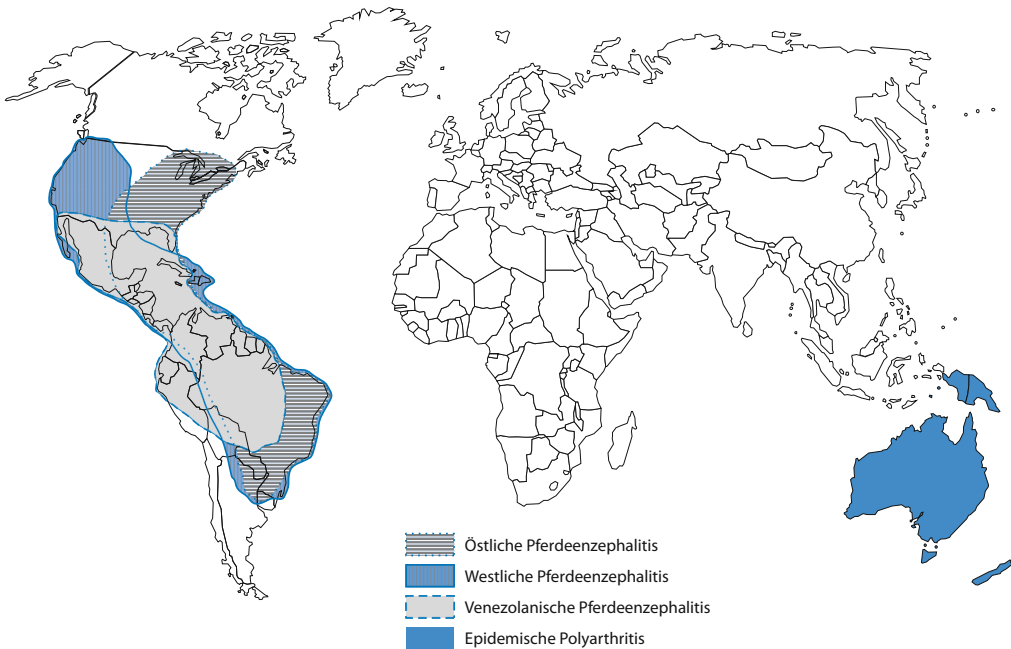 Östliche Pferdeenzephalitis
Westliche Pferdeenzephalitis
Venezolanische Pferdeenzephalitis
Epidemische Polyarthritis